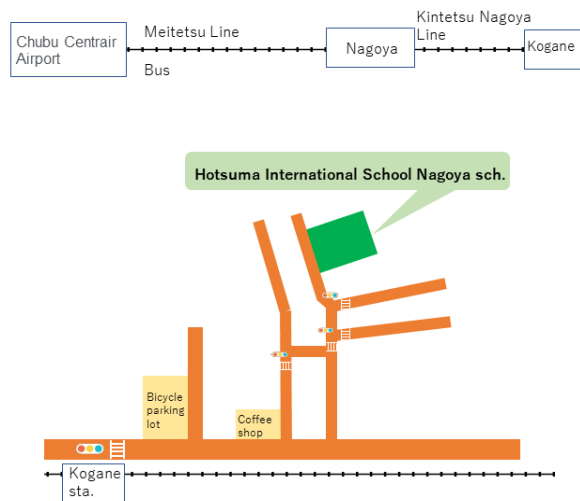 Chubu Centrair
Airport
Meitetsu Line
Bus
Nagoya
Kintetsu Nagoya
Line
Kogane
Hotsuma International School Nagoya sch.
Bicycle
parking
lot
Coffee
shop
Kogane
sta.